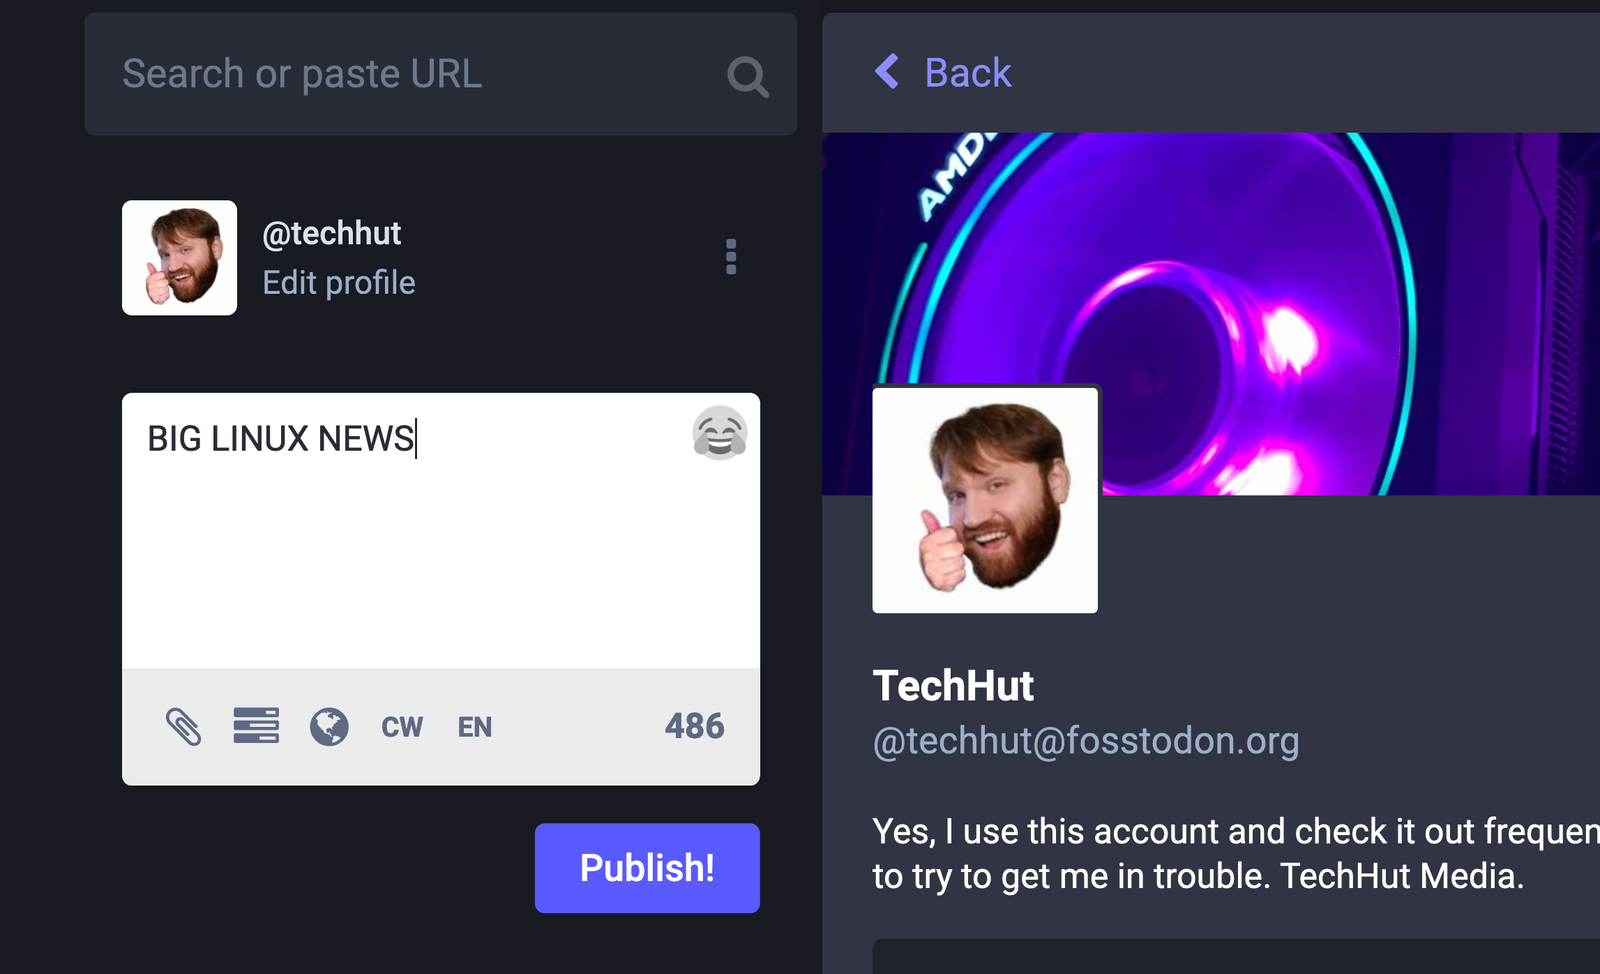 Search or paste URL
@techhut
Edit profile
BIG LINUX NEWS
CW EN 486
Publish!
Back
AMD
TechHut
@techhut@fosstodon.org
Yes, I use this account and check it out frequen
to try to get me in trouble. TechHut Media.